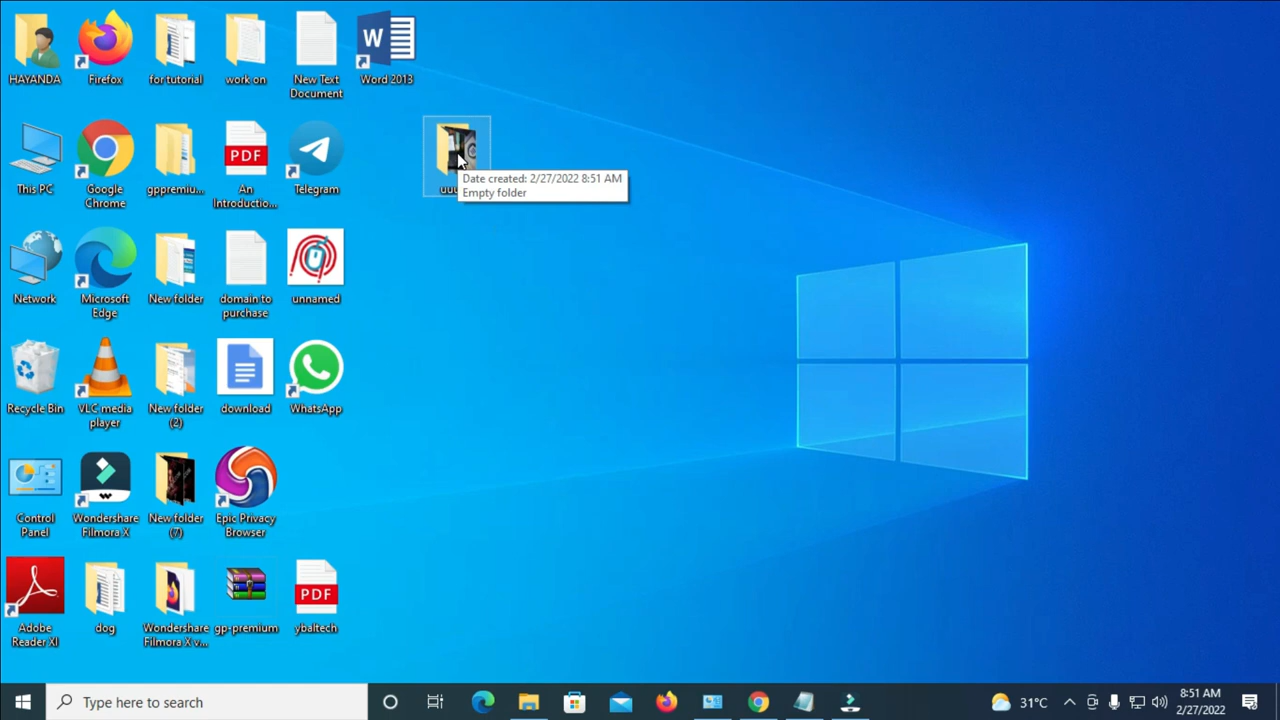 HAYANDA
Firefox
for tutorial
work on
New Text
Document
W
Word 2013
This PC
Google
Chrome
gppremiu...
PDF
An
Introductio...
Telegram
Date created: 2/27/2022 8:51 AM
Empty folder
Network
Microsoft
Edge
New folder
domain to
purchase
unnamed
Recycle Bin
VLC media
player
New folder
(2)
download
WhatsApp
Control
Panel
Wondershare
Filmora X
New folder
(7)
Epic Privacy
Browser
Adobe
Reader XI
dog
Wondershare
Filmora X v...
gp-premium
PDF
ybaltech
Type here to search
31°C
8:51 AM
2/27/2022